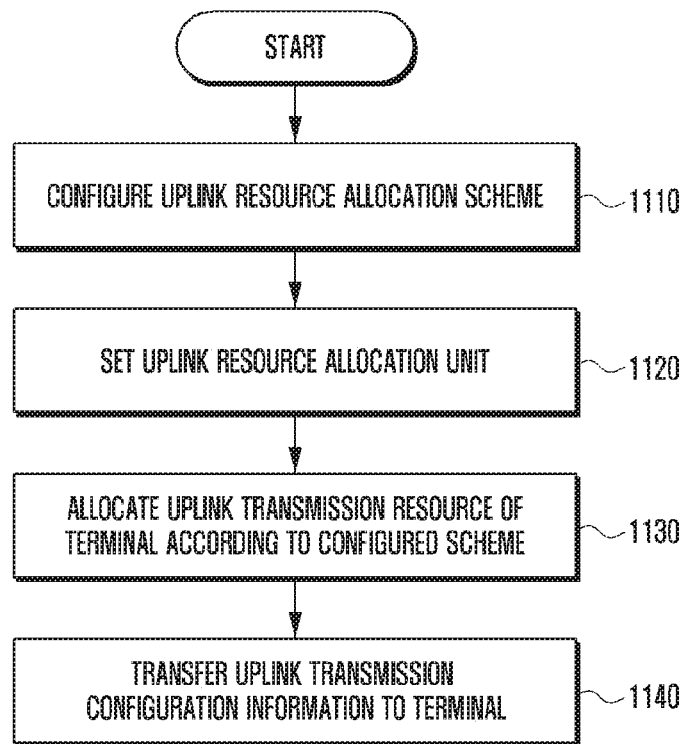 START
CONFIGURE UPLINK RESOURCE ALLOCATION SCHEME
1110
SET UPLINK RESOURCE ALLOCATION UNIT
1120
ALLOCATE UPLINK TRANSMISSION RESOURCE OF
TERMINAL ACCORDING TO CONFIGURED SCHEME
1130
TRANSFER UPLINK TRANSMISSION
CONFIGURATION INFORMATION TO TERMINAL
1140